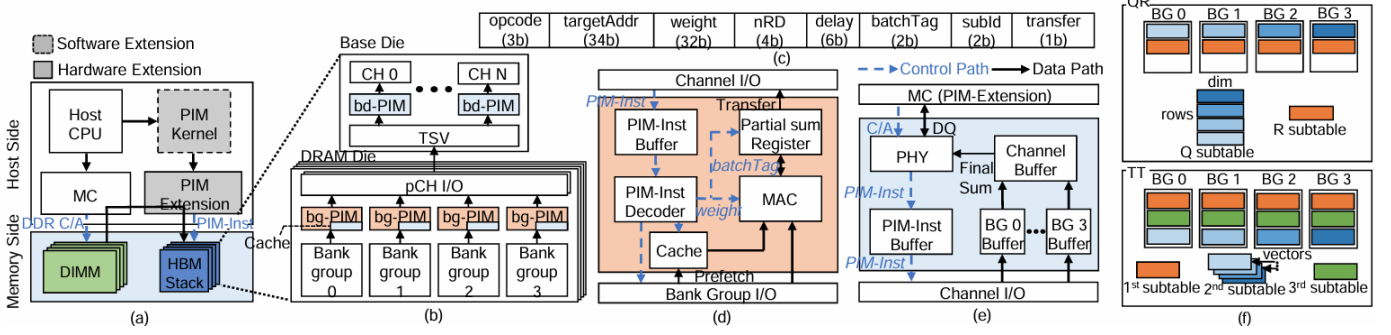 Software Extension
Hardware Extension
Host Side
Memory Side
Host
CPU
PIM
Kernel
MC
PIM
Extension
DDR C/A
PIM-Inst
DIMM
HBM
Stack
(a)
Base Die
CH 0
CH N
bd-PIM
bd-PIM
TSV
DRAM Die
pCH I/O
bg-PIM
bg-PIM
bg-PIM
bg-PIM
Cache
Bank
group
0
Bank
group
1
Bank
group
2
Bank
group
3
(b)
opcode
(3b)
targetAddr
(34b)
weight
(32b)
nRD
(4b)
delay
(6b)
batchTag
(2b)
subId
(2b)
transfer
(1b)
(c)
Control Path
Data Path
Channel I/O
PIM-Inst
Transfer
PIM-Inst
Buffer
Partial sum
Register
batchTag
PIM-Inst
Decoder
weight
MAC
Cache
Prefetch
Bank Group I/O
(d)
MC (PIM-Extension)
C/A
DQ
PHY
Channel
Buffer
Final
Sum
PIM-Inst
PIM-Inst
Buffer
BG 0
Buffer
BG 3
Buffer
PIM-Inst
Channel I/O
(e)
QR
BG 0
BG 1
BG 2
BG 3
dim
rows
Q subtable
R subtable
TT
BG 0
BG 1
BG 2
BG 3
vectors
1st subtable
2nd subtable
3rd subtable
(f)